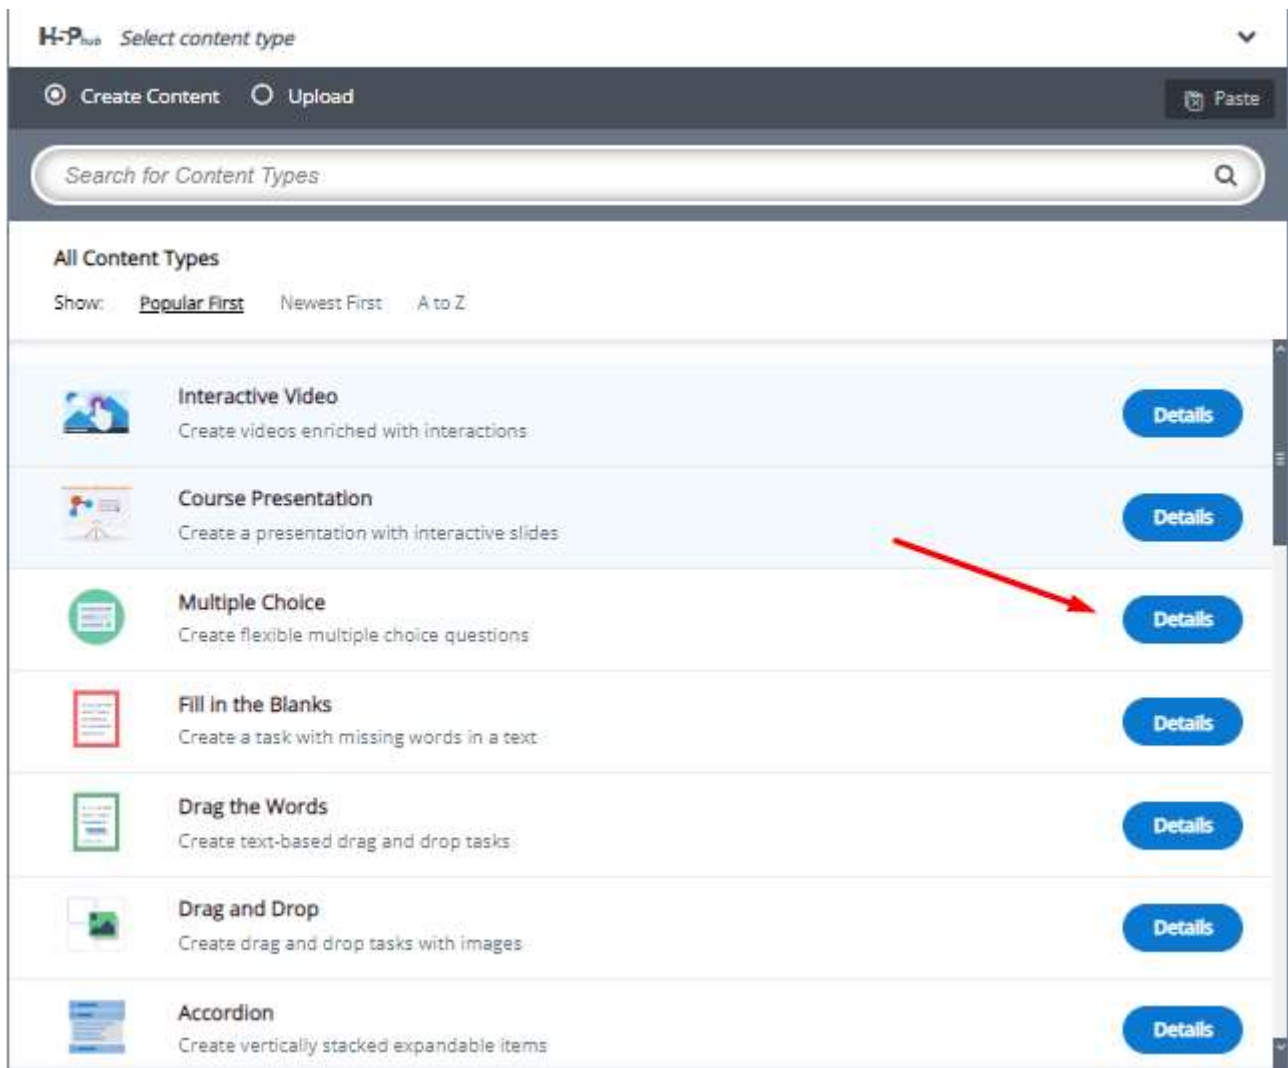 H5P hub Select content type
Create Content Upload Paste
Search for Content Types
All Content Types
Show: Popular First Newest First A to Z
Interactive Video
Create videos enriched with interactions
Details
Course Presentation
Create a presentation with interactive slides
Details
Multiple Choice
Create flexible multiple choice questions
Details
Fill in the Blanks
Create a task with missing words in a text
Details
Drag the Words
Create text-based drag and drop tasks
Details
Drag and Drop
Create drag and drop tasks with images
Details
Accordion
Create vertically stacked expandable items
Details